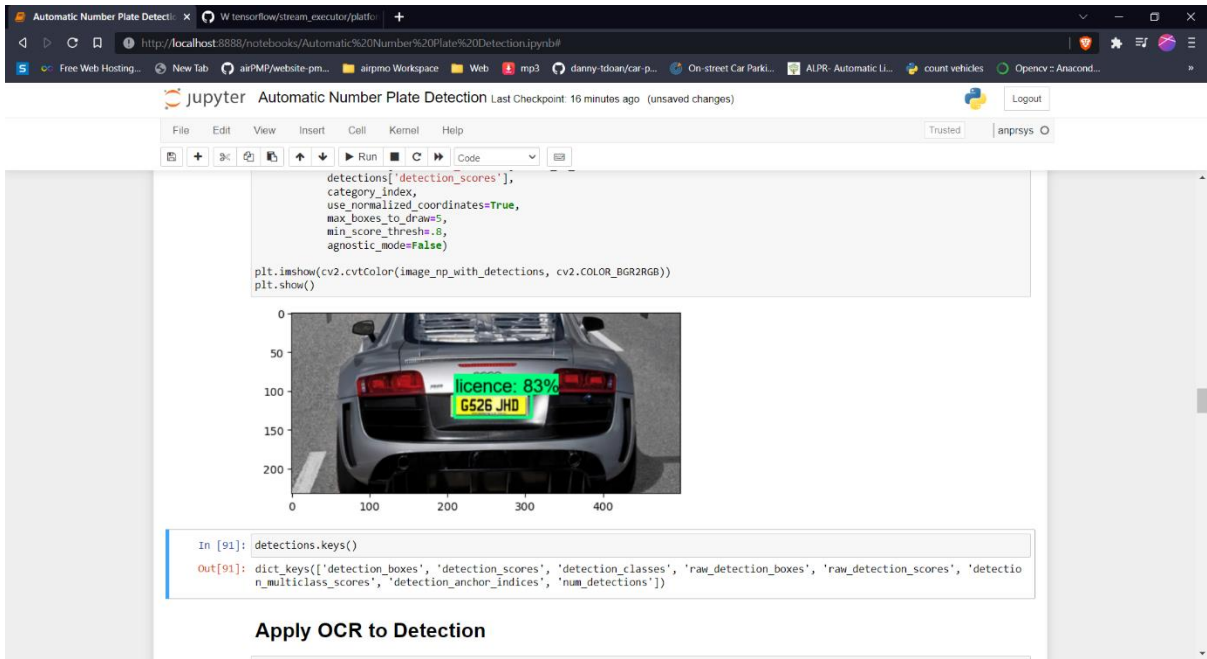 Automatic Number Plate Detectic
W tensorflow/stream_executor/platfor
http://localhost:8888/notebooks/Automatic%20Number%20Plate%20Detection.ipynb#
Free Web Hosting... New Tab airPMP/website-pm... airpmo Workspace Web mp3 danny-tdoan/car-p... On-street Car Parki... ALPR- Automatic Li... count vehicles Opencv :: Anacond... »
jupyter Automatic Number Plate Detection Last Checkpoint: 16 minutes ago (unsaved changes) Logout
File Edit View Insert Cell Kernel Help Trusted anprsys
Run Code
detections['detection_scores'],
category_index,
use_normalized_coordinates=True,
max_boxes_to_draw=5,
min_score_thresh=.8,
agnostic_mode=False)
plt.imshow(cv2.cvtColor(image_np_with_detections, cv2.COLOR_BGR2RGB))
plt.show()
0
50
100
150
200
licence: 83%
G526 JHD
0 100 200 300 400
In [91]: detections.keys()
Out[91]: dict_keys(['detection_boxes', 'detection_scores', 'detection_classes', 'raw_detection_boxes', 'raw_detection_scores', 'detectio
n_multiclass_scores', 'detection_anchor_indices', 'num_detections'])
Apply OCR to Detection